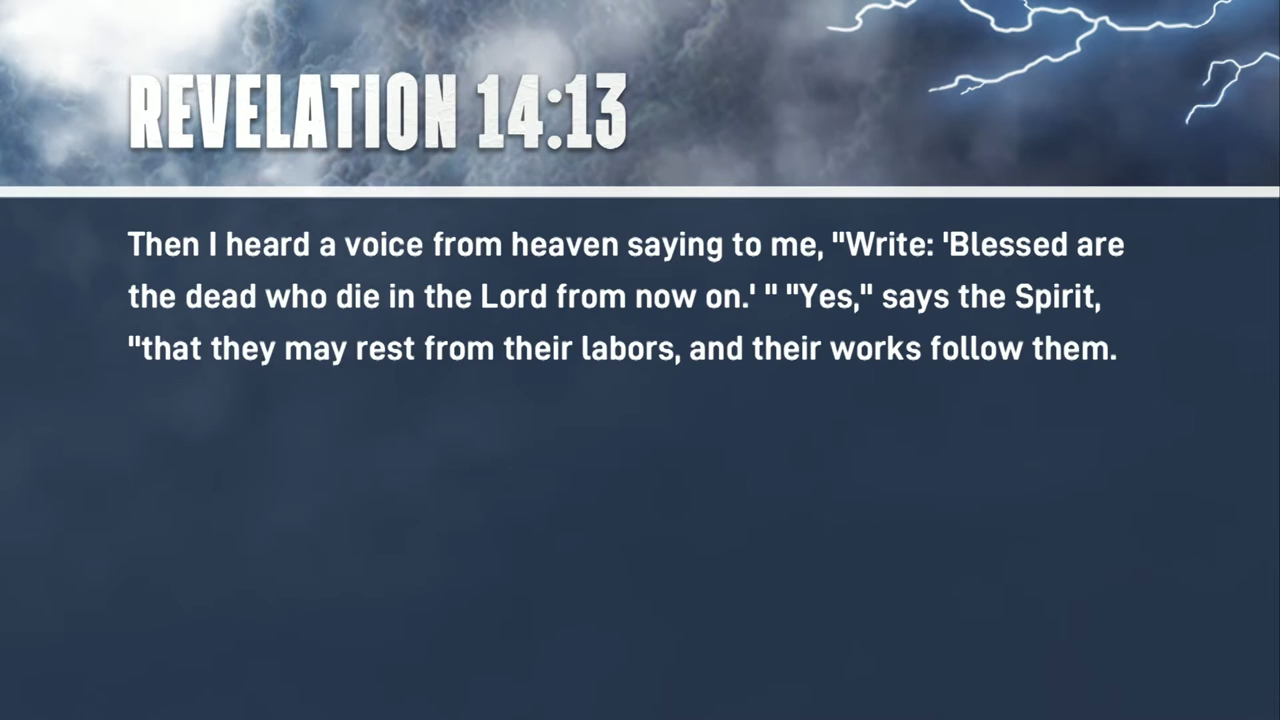 REVELATION 14:13
Then I heard a voice from heaven saying to me, "Write: 'Blessed are
the dead who die in the Lord from now on.' " "Yes," says the Spirit,
"that they may rest from their labors, and their works follow them.